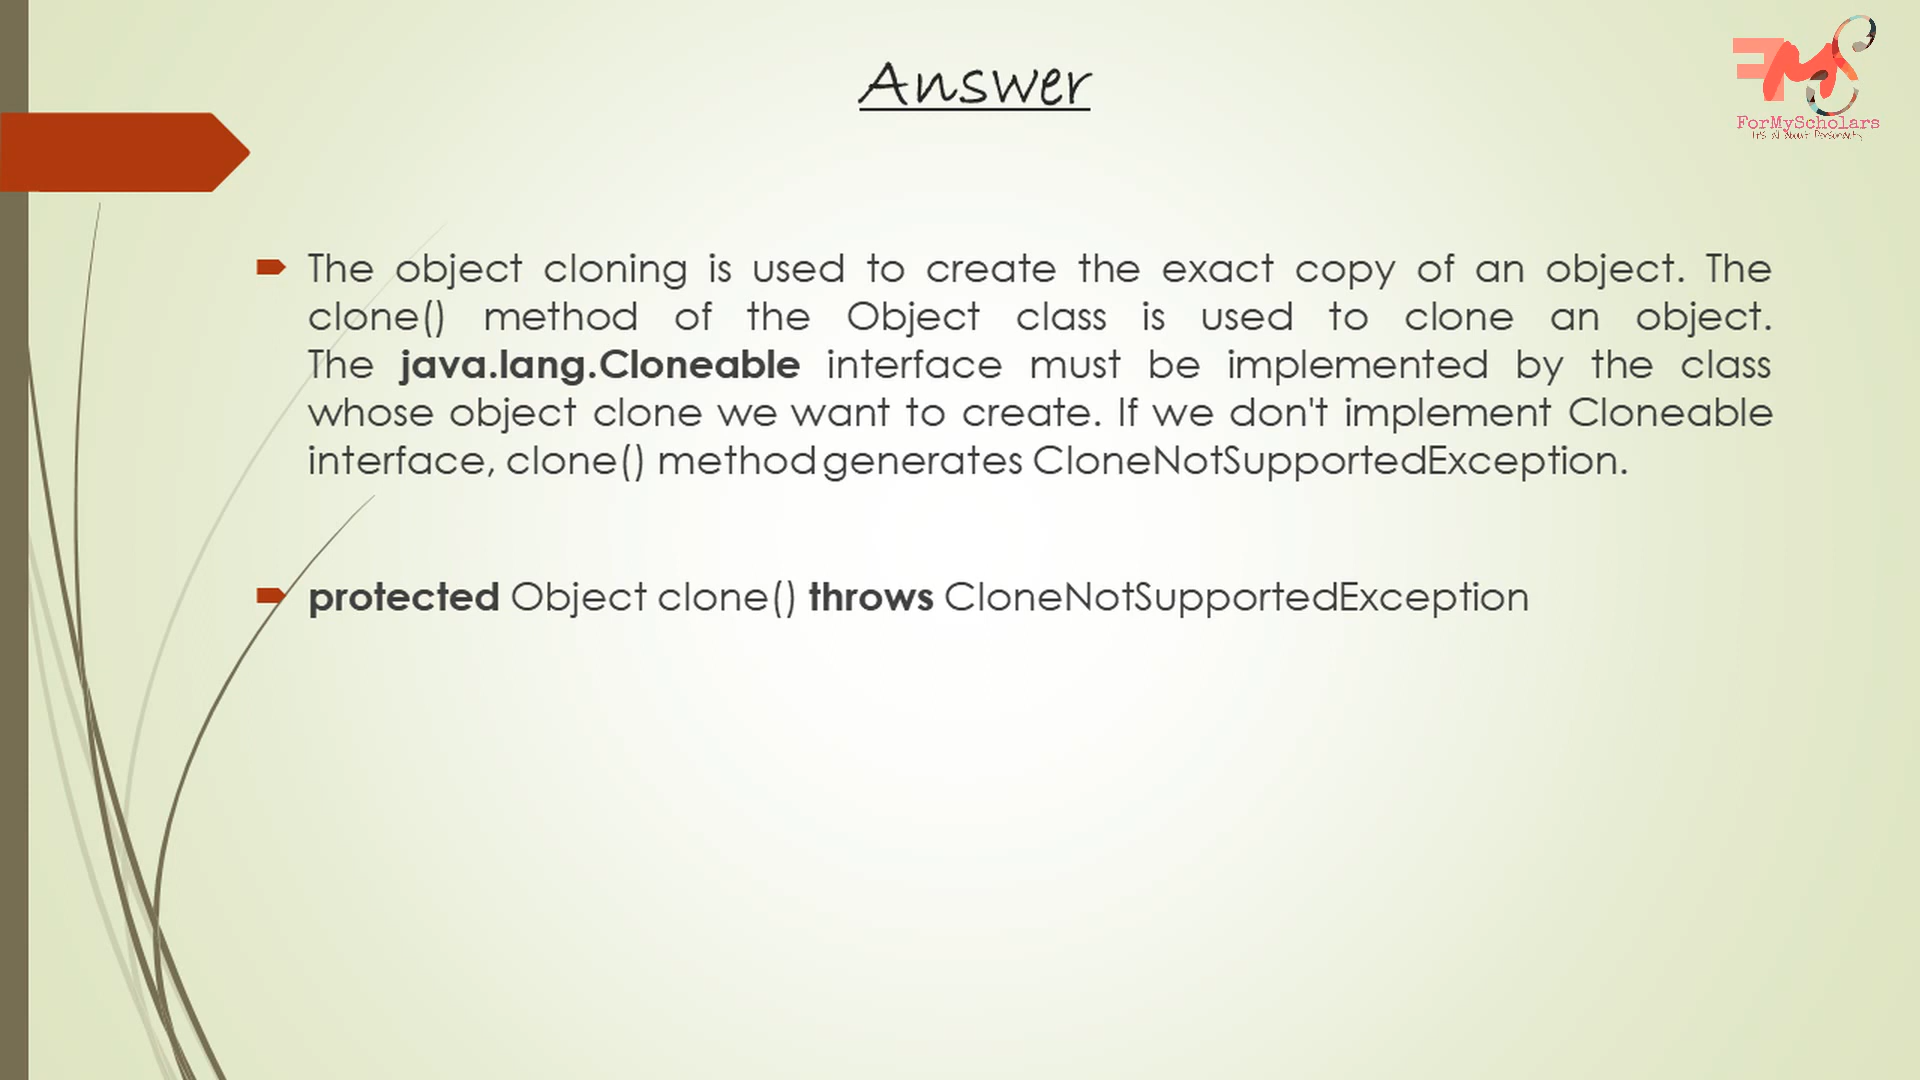 Answer
ForMyScholars
The object cloning is used to create the exact copy of an object. The
clone() method of the Object class is used to clone an object.
The java.lang.Cloneable interface must be implemented by the class
whose object clone we want to create. If we don't implement Cloneable
interface, clone() method generates CloneNotSupportedException.
protected Object clone() throws CloneNotSupportedException